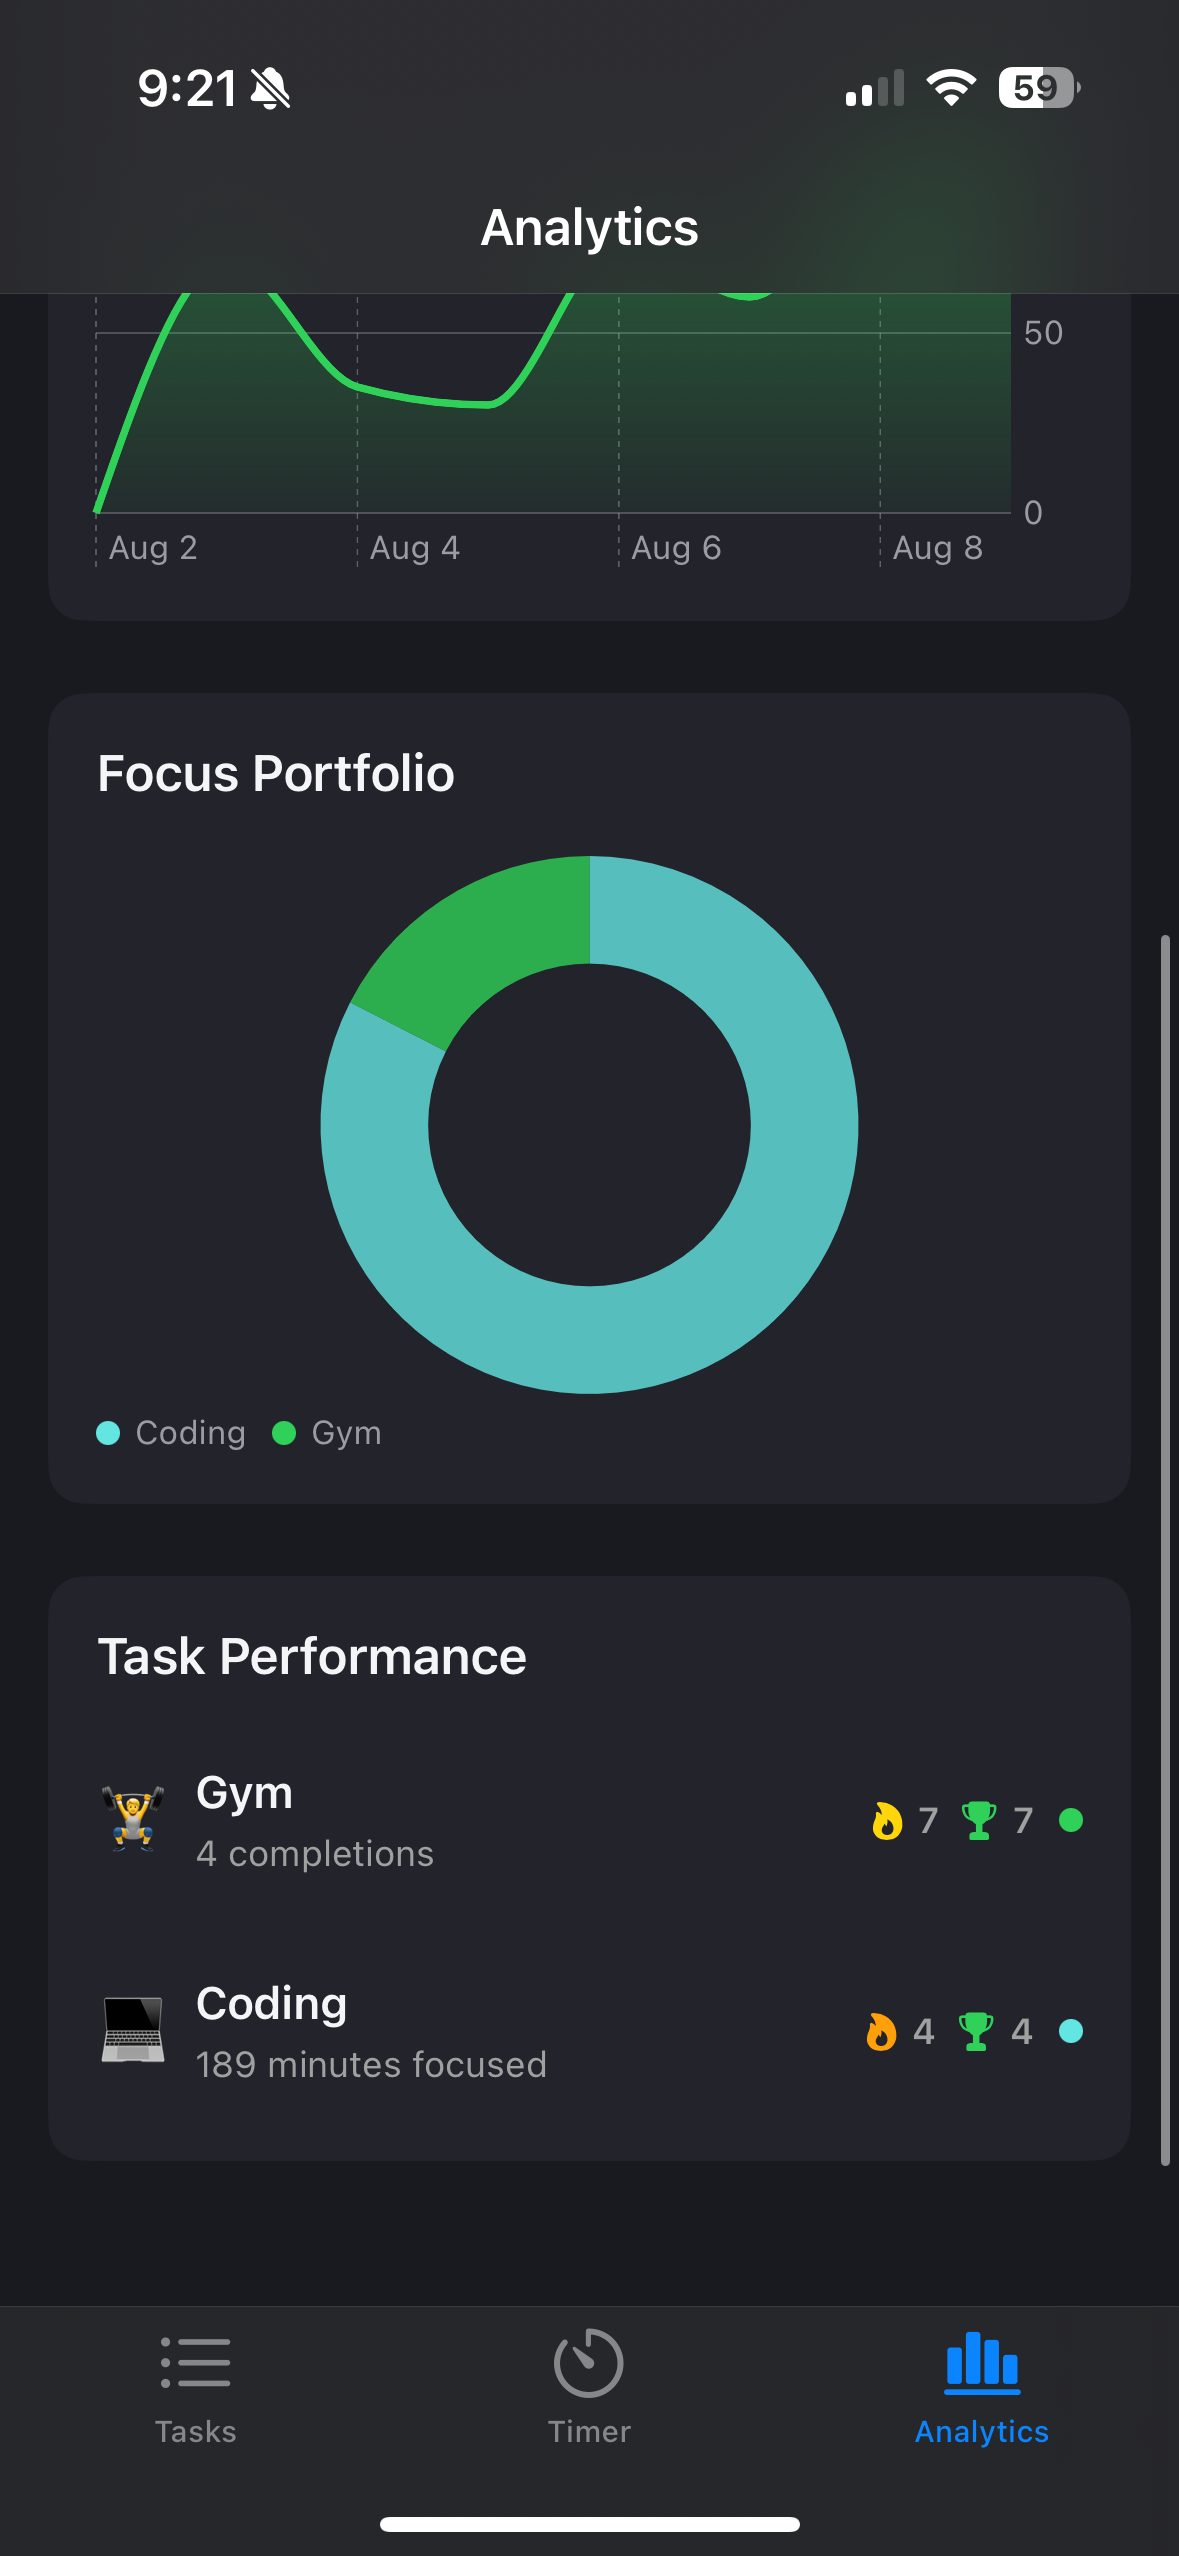 9:21
59
Analytics
50
0
Aug 2 Aug 4 Aug 6 Aug 8
Focus Portfolio
Coding Gym
Task Performance
Gym
4 completions
7 7
Coding
189 minutes focused
4 4
Tasks Timer Analytics